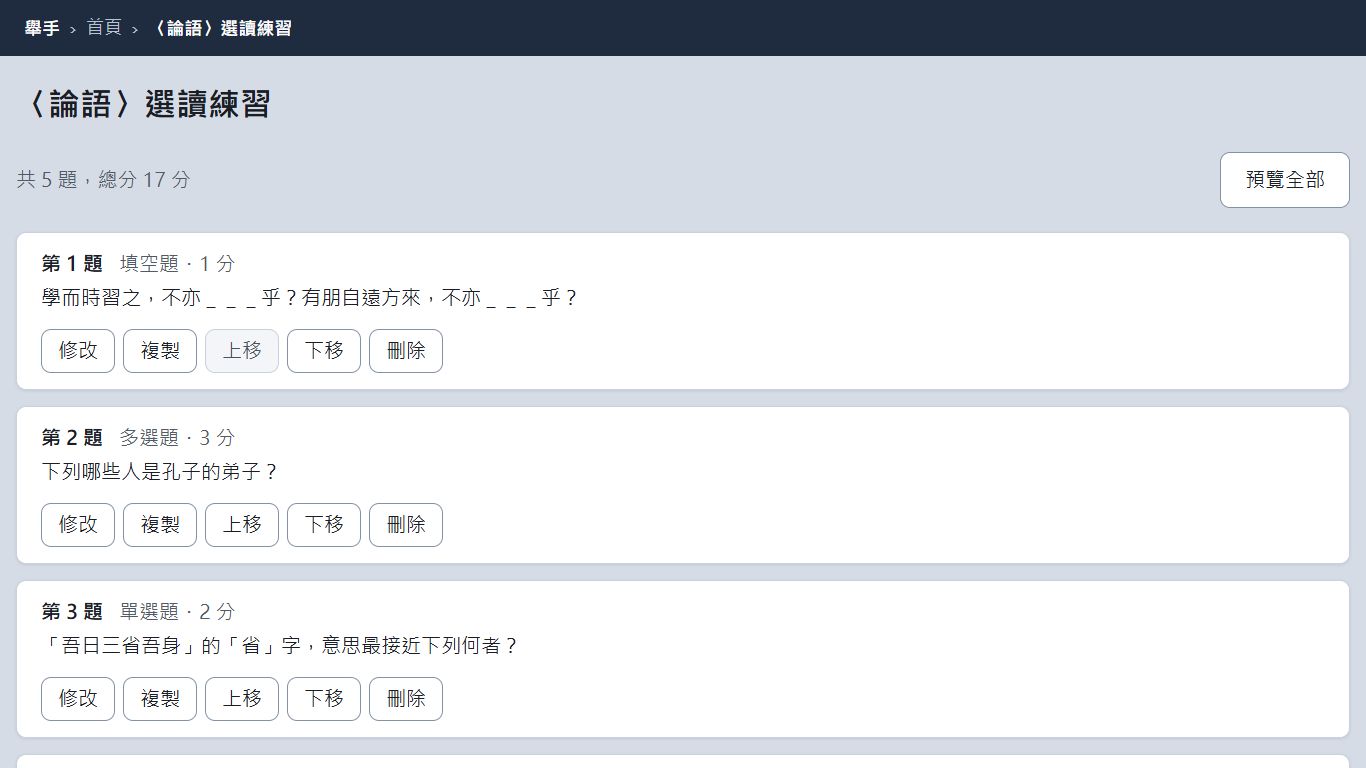 舉手 › 首頁 › 〈論語〉選讀練習
〈論語〉選讀練習
共 5 題，總分 17 分
預覽全部
第 1 題 填空題 · 1 分
學而時習之，不亦＿＿＿乎？有朋自遠方來，不亦＿＿＿乎？
修改 複製 上移 下移 刪除
第 2 題 多選題 · 3 分
下列哪些人是孔子的弟子？
修改 複製 上移 下移 刪除
第 3 題 單選題 · 2 分
「吾日三省吾身」的「省」字，意思最接近下列何者？
修改 複製 上移 下移 刪除